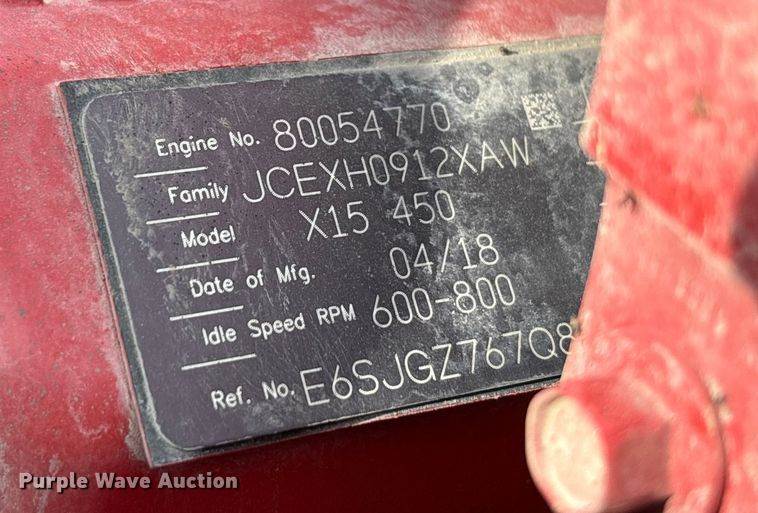 Engine No. 80054770
Family JCEXH0912XAW
Model X15 450
Date of Mfg. 04/18
Idle Speed RPM 600-800
Ref. No. E6SJGZ767Q8
Purple Wave Auction